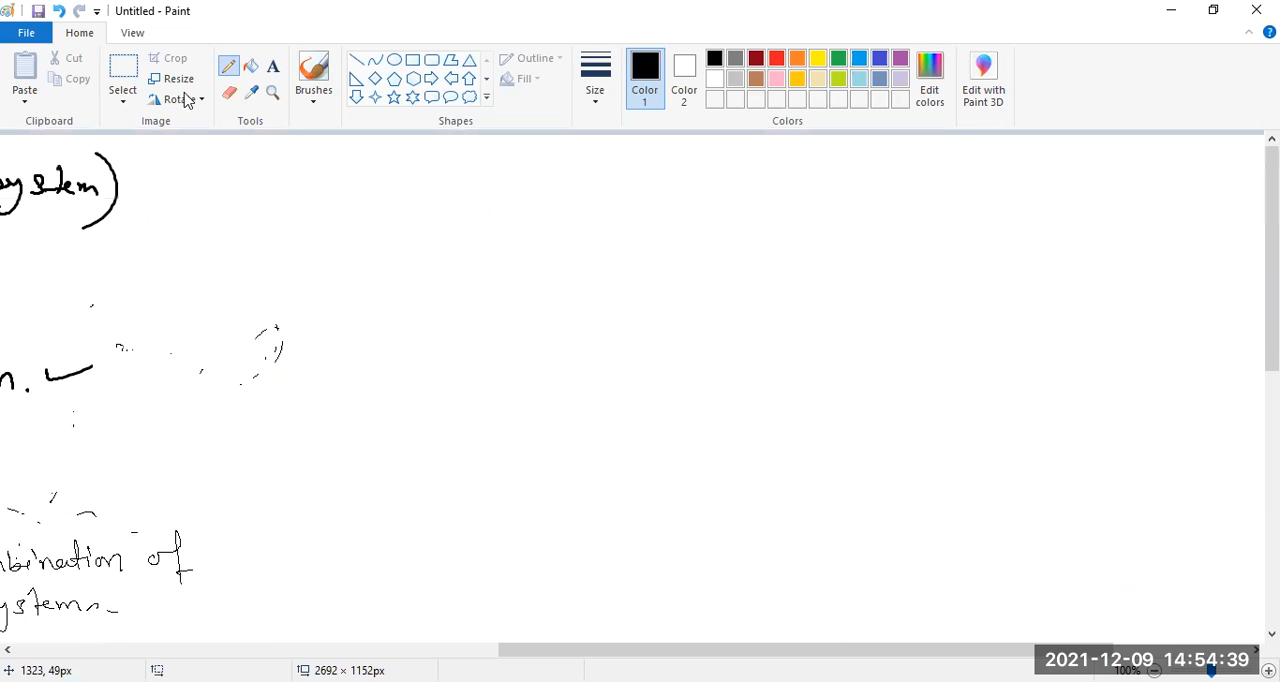 Untitled - Paint
File
Home
View
Paste
Cut
Copy
Clipboard
Select
Crop
Resize
Rotate
Image
Tools
Brushes
Shapes
Outline
Fill
Size
Color 1
Color 2
Colors
Edit colors
Edit with Paint 3D
ystem)
n.
bination of
ystems
1323, 49px
2692 × 1152px
100%
2021-12-09 14:54:39